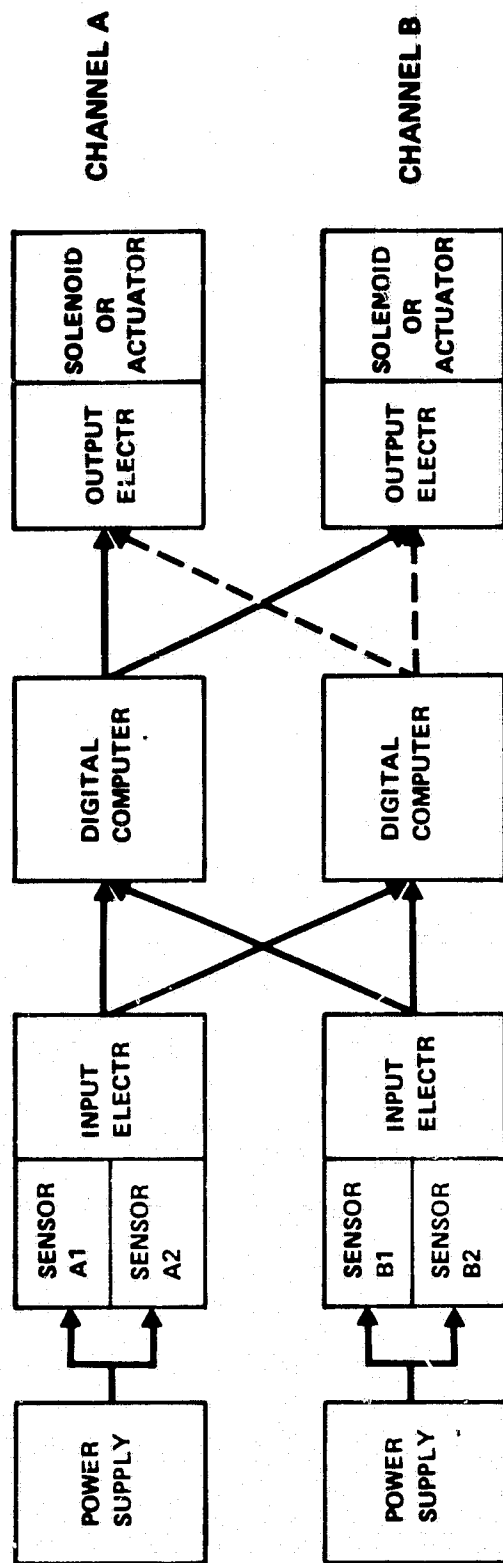 POWER
SUPPLY
SENSOR
A1
SENSOR
A2
INPUT
ELECTR
DIGITAL
COMPUTER
OUTPUT
ELECTR
SOLENOID
OR
ACTUATOR
CHANNEL A
POWER
SUPPLY
SENSOR
B1
SENSOR
B2
INPUT
ELECTR
DIGITAL
COMPUTER
OUTPUT
ELECTR
SOLENOID
OR
ACTUATOR
CHANNEL B